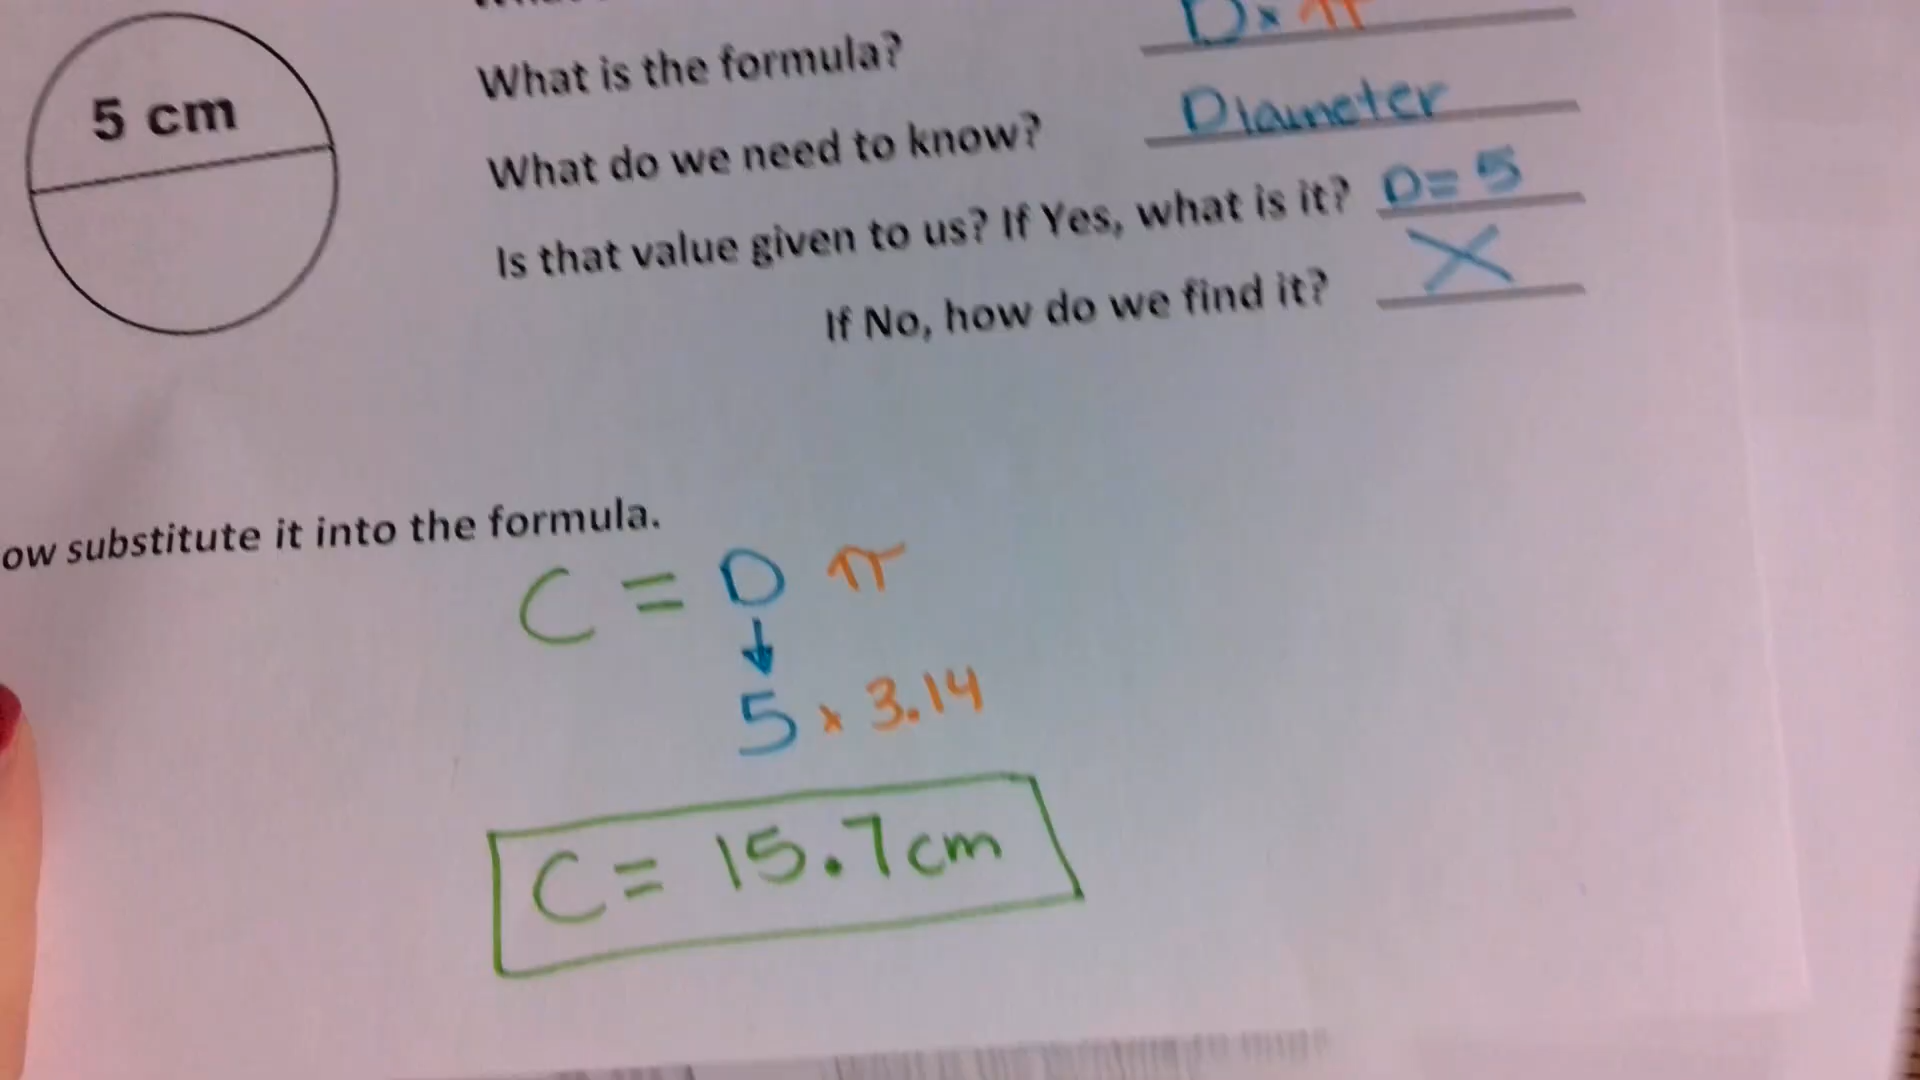 D x π
What is the formula?
5 cm
Diameter
What do we need to know?
Is that value given to us? If Yes, what is it? D = 5
If No, how do we find it? X
ow substitute it into the formula.
C = D π
↓
5 x 3.14
C = 15.7 cm